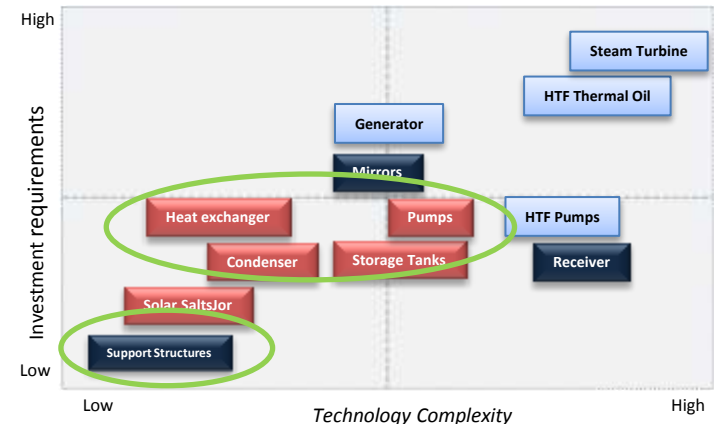 High
Steam Turbine
HTF Thermal Oil
Generator
Mirrors
Investment requirements
Heat exchanger
Pumps
HTF Pumps
Condenser
Storage Tanks
Receiver
Solar SaltsJor
Support Structures
Low
Low
High
Technology Complexity